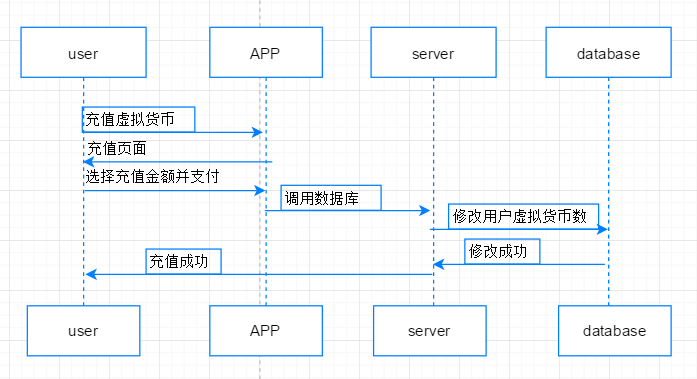 user
APP
server
database
充值虚拟货币
充值页面
选择充值金额并支付
调用数据库
修改用户虚拟货币数
修改成功
充值成功
user
APP
server
database